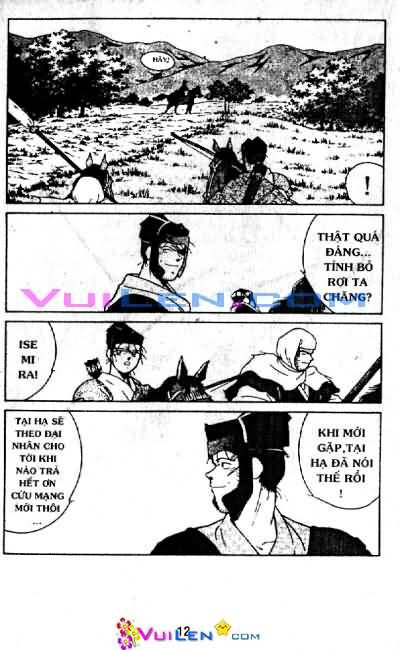 HÂY!
!
THẬT QUÁ
ĐÁNG...
TÍNH BỎ
RƠI TA
CHĂNG?
VUILEN.COM
ISE
MI
RA!
KHI MỚI
GẶP,TẠI
HẠ ĐÃ NÓI
THẾ RỒI
!
TẠI HẠ SẼ
THEO ĐẠI
NHÂN CHO
TỚI KHI
NÀO TRẢ
HẾT ƠN
CỨU MẠNG
MỚI THÔI
...
12
VUILEN.COM